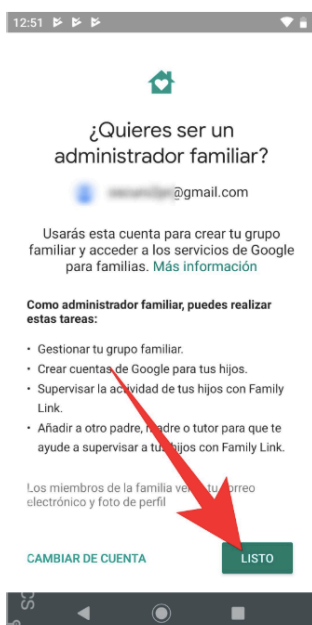 12:51
¿Quieres ser un
administrador familiar?
@gmail.com
Usarás esta cuenta para crear tu grupo
familiar y acceder a los servicios de Google
para familias. Más información
Como administrador familiar, puedes realizar
estas tareas:
• Gestionar tu grupo familiar.
• Crear cuentas de Google para tus hijos.
• Supervisar la actividad de tus hijos con Family
Link.
• Añadir a otro padre, madre o tutor para que te
ayude a supervisar a tus hijos con Family Link.
Los miembros de la familia verán tu correo
electrónico y foto de perfil
CAMBIAR DE CUENTA
LISTO
CS